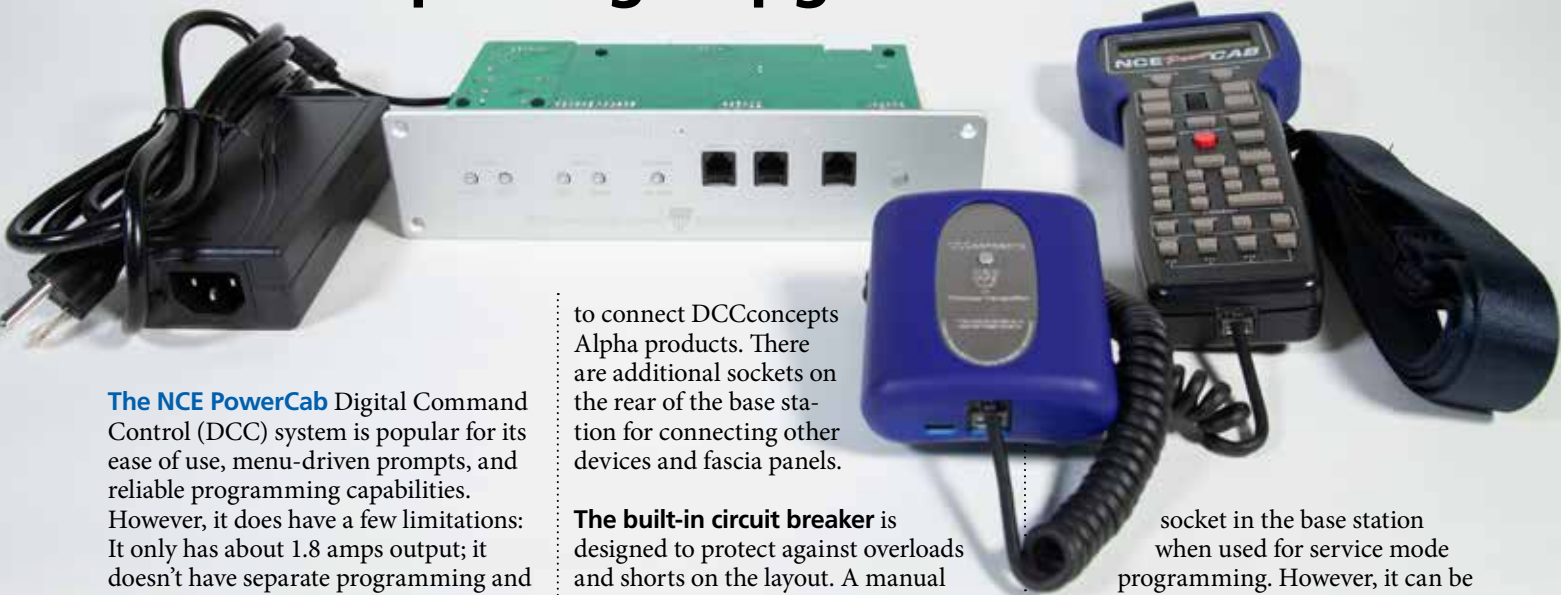 NCE Power CAB
The NCE PowerCab Digital Command
Control (DCC) system is popular for its
ease of use, menu-driven prompts, and
reliable programming capabilities.
However, it does have a few limitations:
It only has about 1.8 amps output; it
doesn't have separate programming and
to connect DCCconcepts
Alpha products. There
are additional sockets on
the rear of the base sta-
tion for connecting other
devices and fascia panels.
The built-in circuit breaker is
designed to protect against overloads
and shorts on the layout. A manual
socket in the base station
when used for service mode
programming. However, it can be